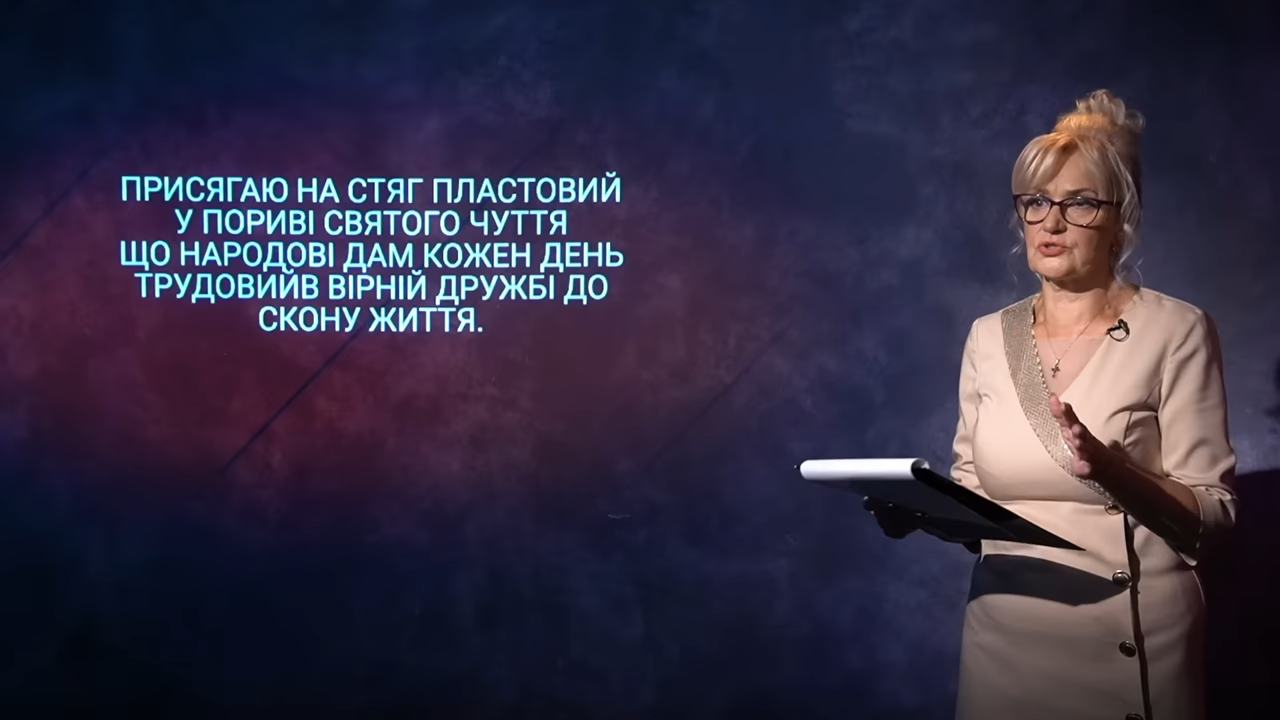 ПРИСЯГАЮ НА СТЯГ ПЛАСТОВИЙ
У ПОРИВІ СВЯТОГО ЧУТТЯ
ЩО НАРОДОВІ ДАМ КОЖЕН ДЕНЬ
ТРУДОВИЙВ ВІРНІЙ ДРУЖБІ ДО
СКОНУ ЖИТТЯ.